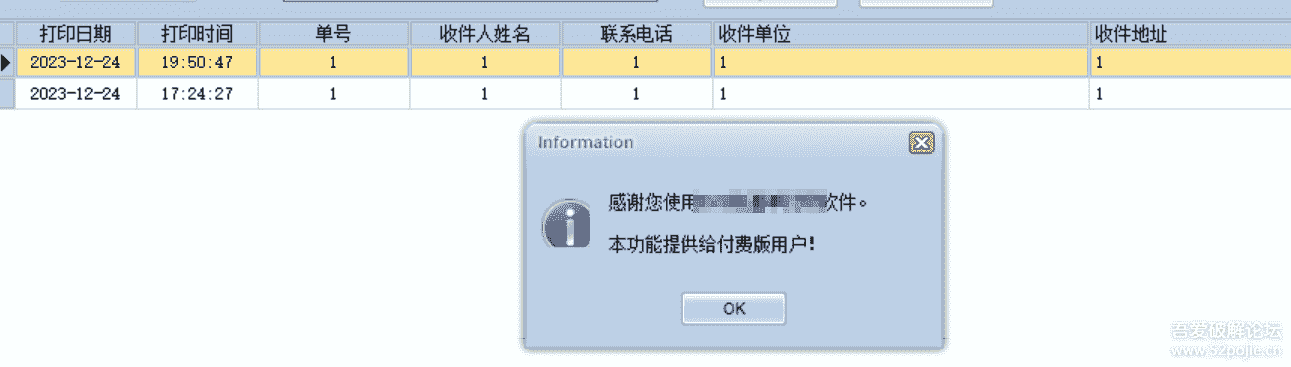 打印日期 打印时间 单号 收件人姓名 联系电话 收件单位 收件地址
2023-12-24 19:50:47 1 1 1 1 1
2023-12-24 17:24:27 1 1 1 1 1
Information
感谢您使用 软件。
本功能提供给付费版用户!
OK
吾爱破解论坛
www.52pojie.cn